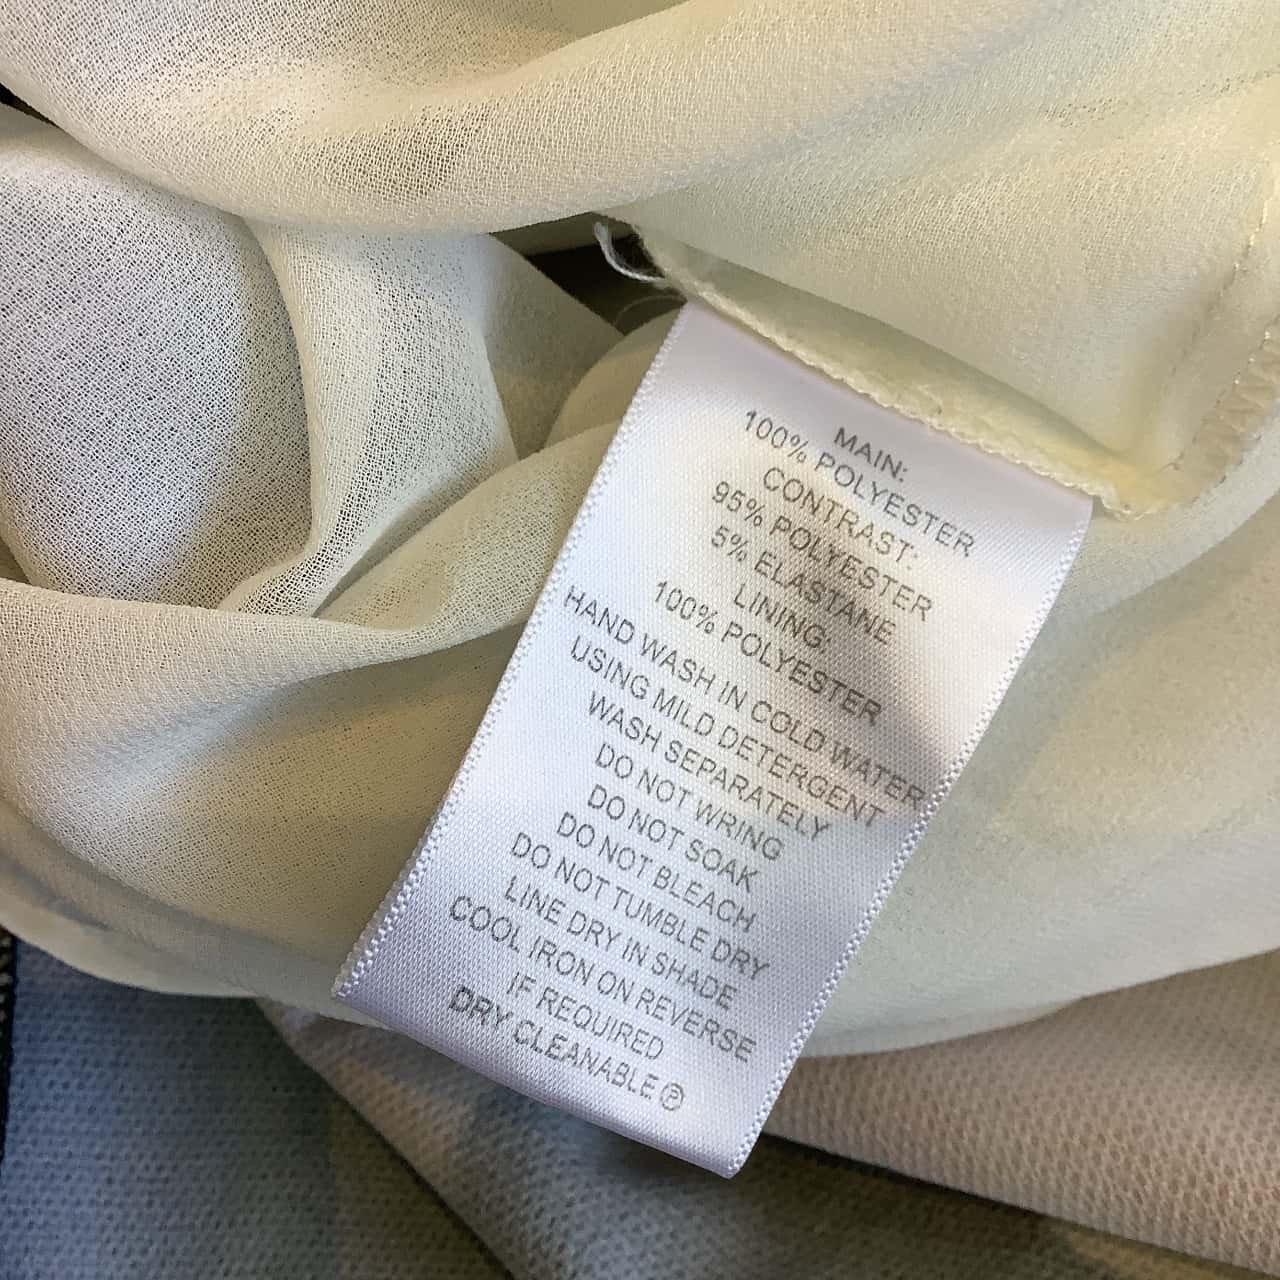 MAIN:
100% POLYESTER
CONTRAST:
95% POLYESTER
5% ELASTANE
LINING:
100% POLYESTER
HAND WASH IN COLD WATER
USING MILD DETERGENT
WASH SEPARATELY
DO NOT WRING
DO NOT SOAK
DO NOT BLEACH
DO NOT TUMBLE DRY
LINE DRY IN SHADE
COOL IRON ON REVERSE
IF REQUIRED
DRY CLEANABLE Ⓟ